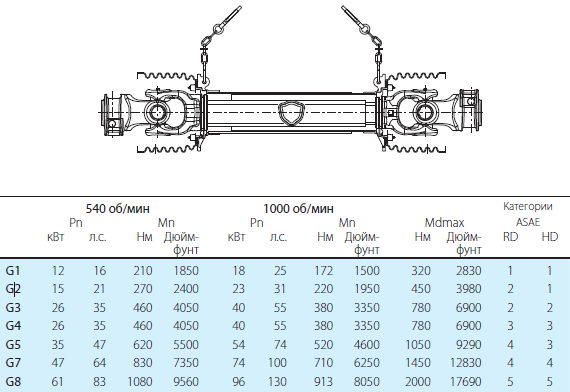 540 об/мин 1000 об/мин Категории
Pn Mn Pn Mn Mdmax ASAE
кВт л.с. Нм Дюйм- кВт л.с. Нм Дюйм- Нм Дюйм- RD HD
фунт фунт фунт
G1 12 16 210 1850 18 25 172 1500 320 2830 1 1
G2 15 21 270 2400 23 31 220 1950 450 3980 2 1
G3 26 35 460 4050 40 55 380 3350 780 6900 2 2
G4 26 35 460 4050 40 55 380 3350 780 6900 3 3
G5 35 47 620 5500 54 74 520 4600 1050 9290 4 3
G7 47 64 830 7350 74 100 710 6250 1450 12830 4 4
G8 61 83 1080 9560 96 130 913 8050 2000 17690 5 5